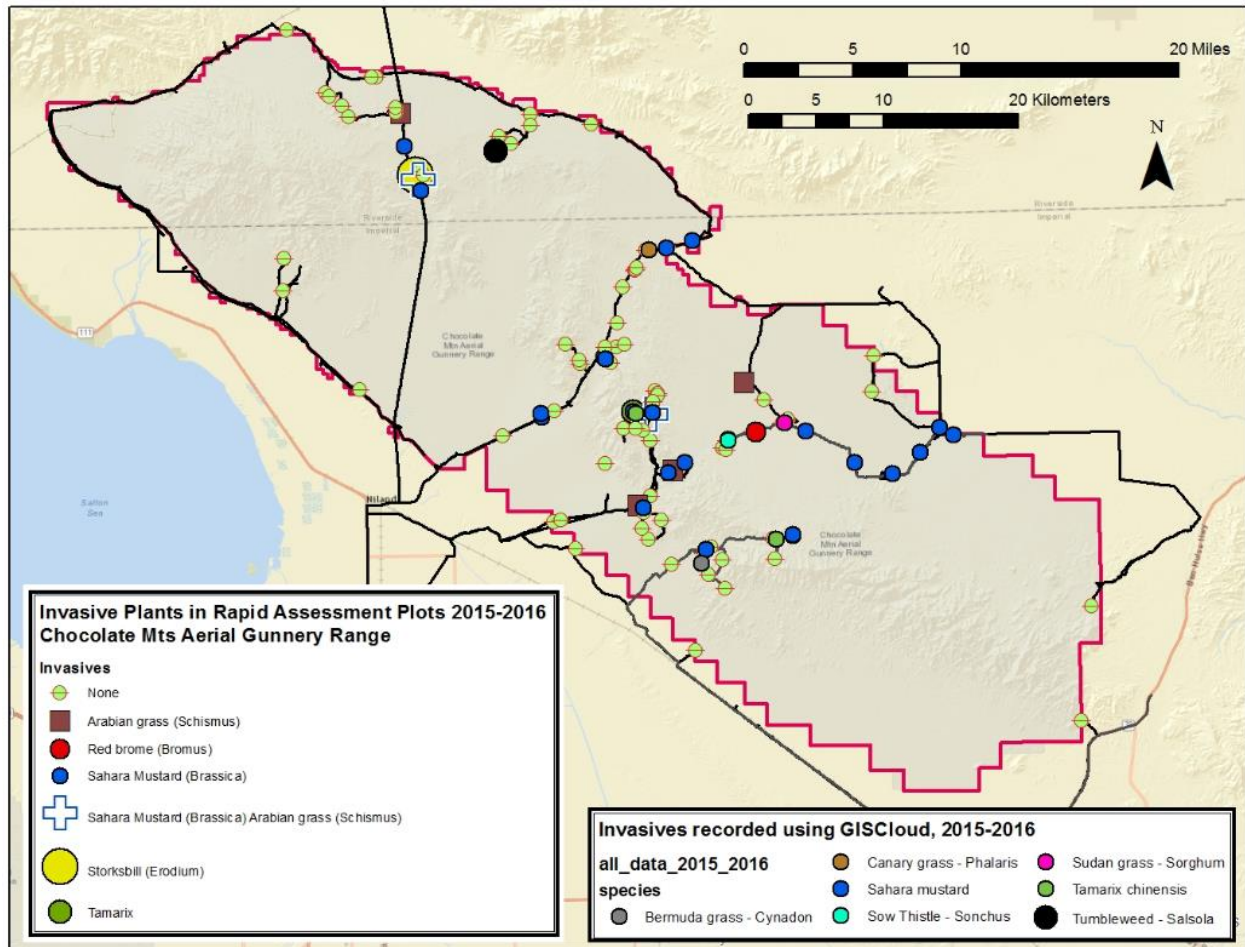 0 5 10 20 Miles
0 5 10 20 Kilometers
N
Riverside
Imperial
Riverside
Imperial
111
Chocolate
Mtn Aerial
Gunnery Range
Niland
Salton
Sea
Chocolate
Mtn Aerial
Gunnery Range
78
Invasive Plants in Rapid Assessment Plots 2015-2016
Chocolate Mts Aerial Gunnery Range
Invasives
None
Arabian grass (Schismus)
Red brome (Bromus)
Sahara Mustard (Brassica)
Sahara Mustard (Brassica) Arabian grass (Schismus)
Storksbill (Erodium)
Tamarix
Invasives recorded using GISCloud, 2015-2016
all_data_2015_2016
species
Bermuda grass - Cynadon
Canary grass - Phalaris
Sahara mustard
Sow Thistle - Sonchus
Sudan grass - Sorghum
Tamarix chinensis
Tumbleweed - Salsola